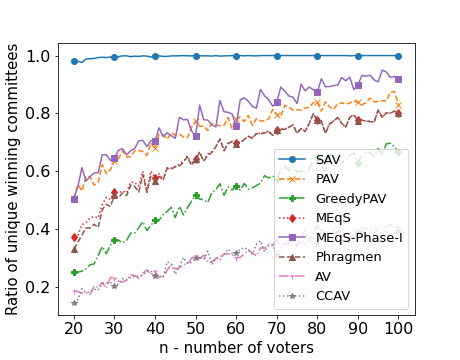 Ratio of unique winning committees
1.0
0.8
0.6
0.4
0.2
SAV
PAV
GreedyPAV
MEqS
MEqS-Phase-I
Phragmen
AV
CCAV
20 30 40 50 60 70 80 90 100
n - number of voters